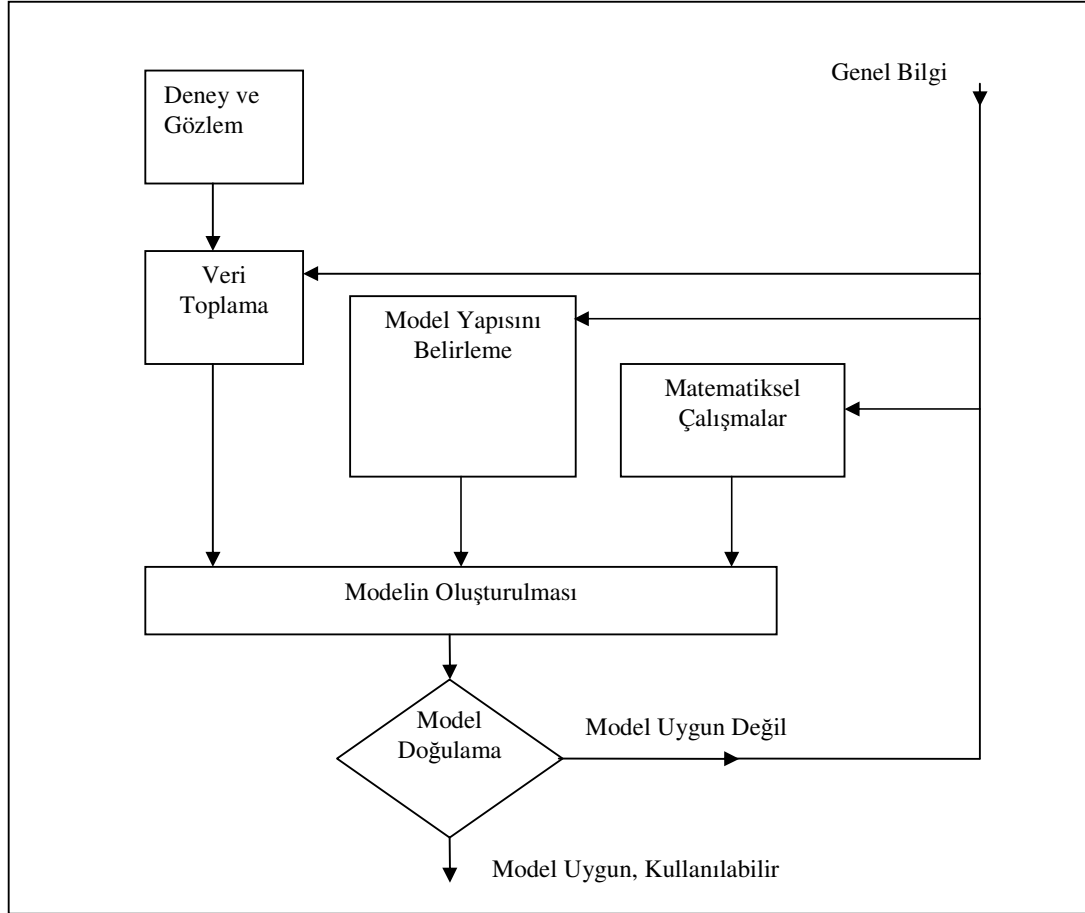 Genel Bilgi
Deney ve
Gözlem
Veri
Toplama
Model Yapısını
Belirleme
Matematiksel
Çalışmalar
Modelin Oluşturulması
Model
Doğulama
Model Uygun Değil
Model Uygun, Kullanılabilir